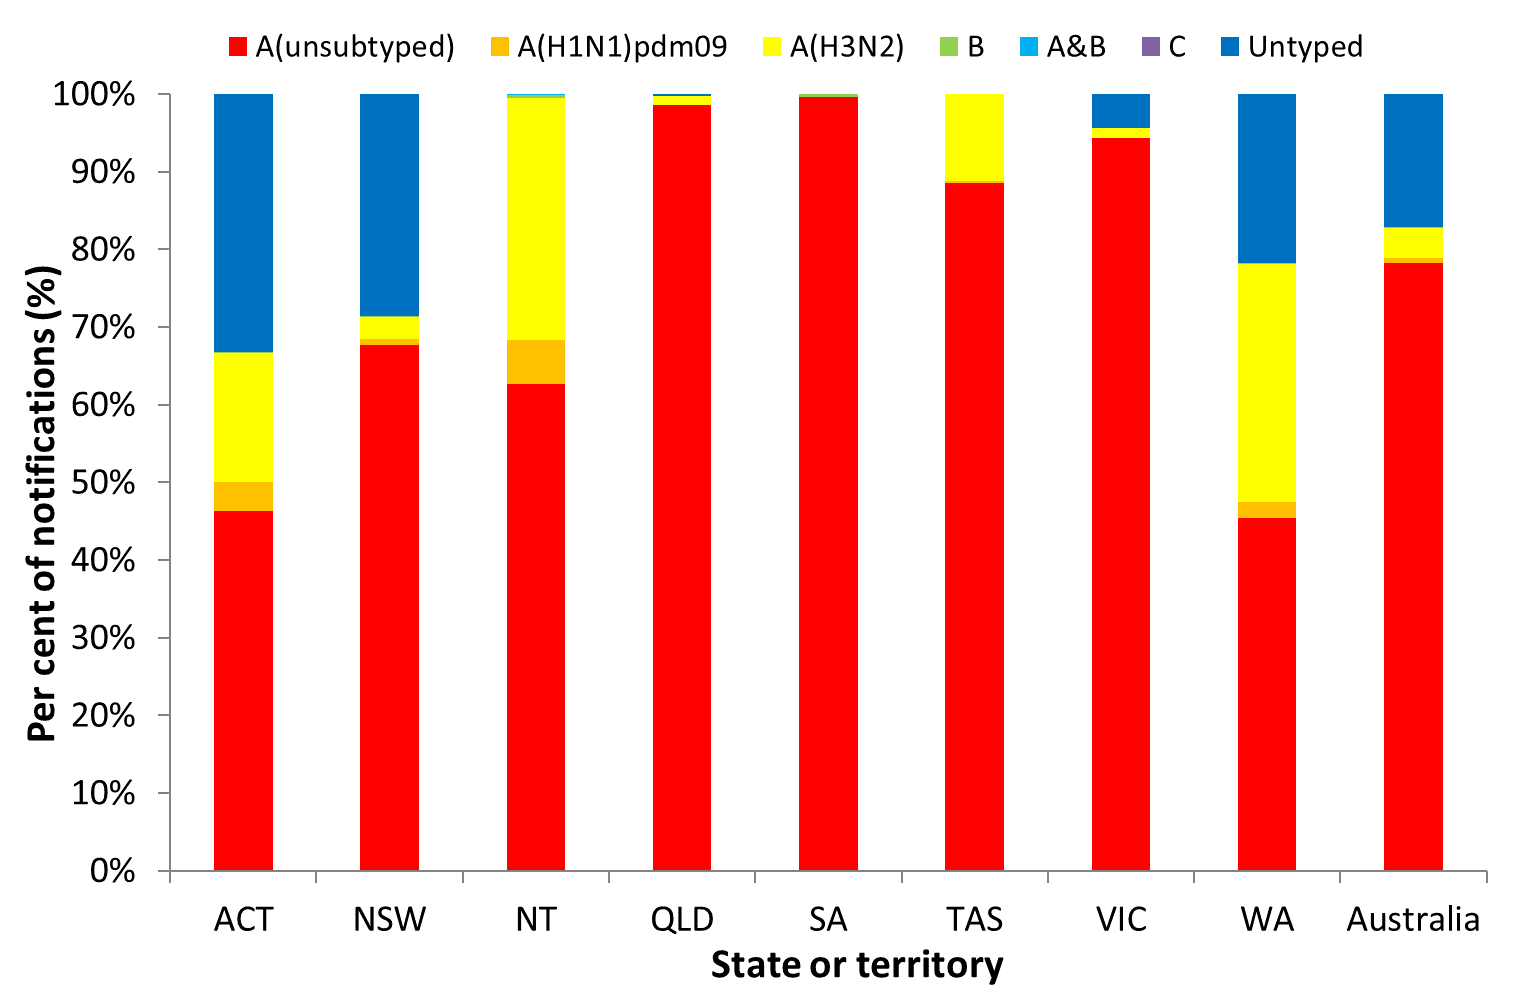 A(unsubtyped) A(H1N1)pdm09 A(H3N2) B A&B C Untyped
100%
90%
80%
70%
60%
50%
40%
30%
20%
10%
0%
Per cent of notifications (%)
ACT NSW NT QLD SA TAS VIC WA Australia
State or territory